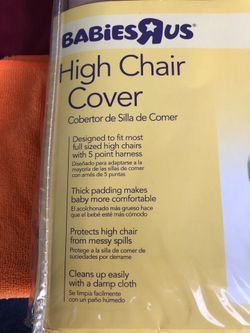 BABiES R US
High Chair
Cover
Cobertor de Silla de Comer
Designed to fit most
full sized high chairs
with 5 point harness
Diseñado para adaptarse a la
mayoría de las sillas de comer
con arnés de 5 puntas
Thick padding makes
baby more comfortable
El acolchonado más grueso hace
que el bebé esté más cómodo
Protects high chair
from messy spills
Protege a la silla de comer de
suciedades por derrame
Cleans up easily
with a damp cloth
Se limpia facilmente
con un paño húmedo